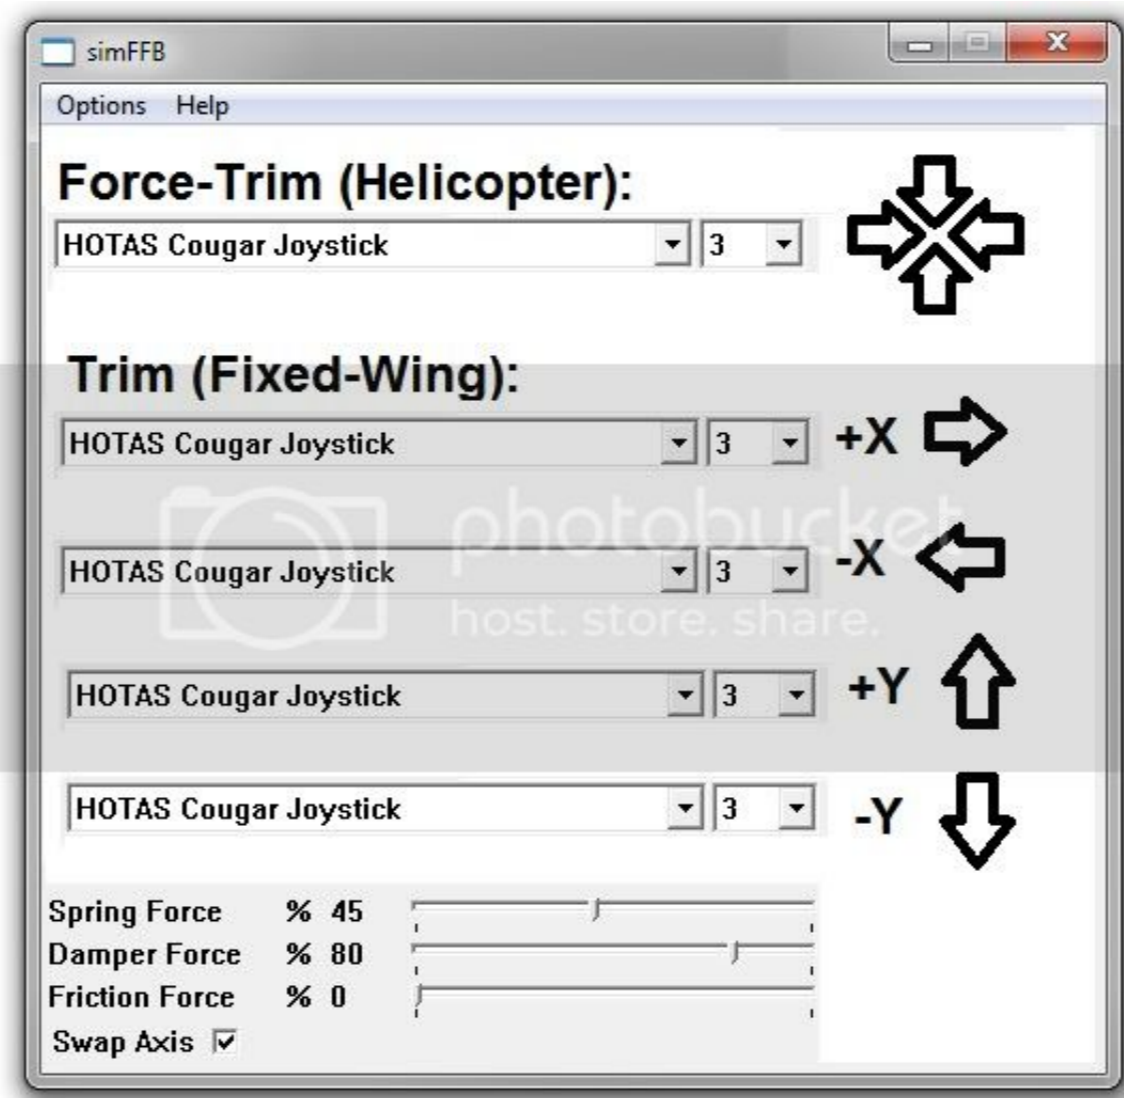 simFFB
Options Help
Force-Trim (Helicopter):
HOTAS Cougar Joystick 3
Trim (Fixed-Wing):
HOTAS Cougar Joystick 3 +X
HOTAS Cougar Joystick 3 -X
HOTAS Cougar Joystick 3 +Y
HOTAS Cougar Joystick 3 -Y
photobucket
host. store. share.
Spring Force % 45
Damper Force % 80
Friction Force % 0
Swap Axis